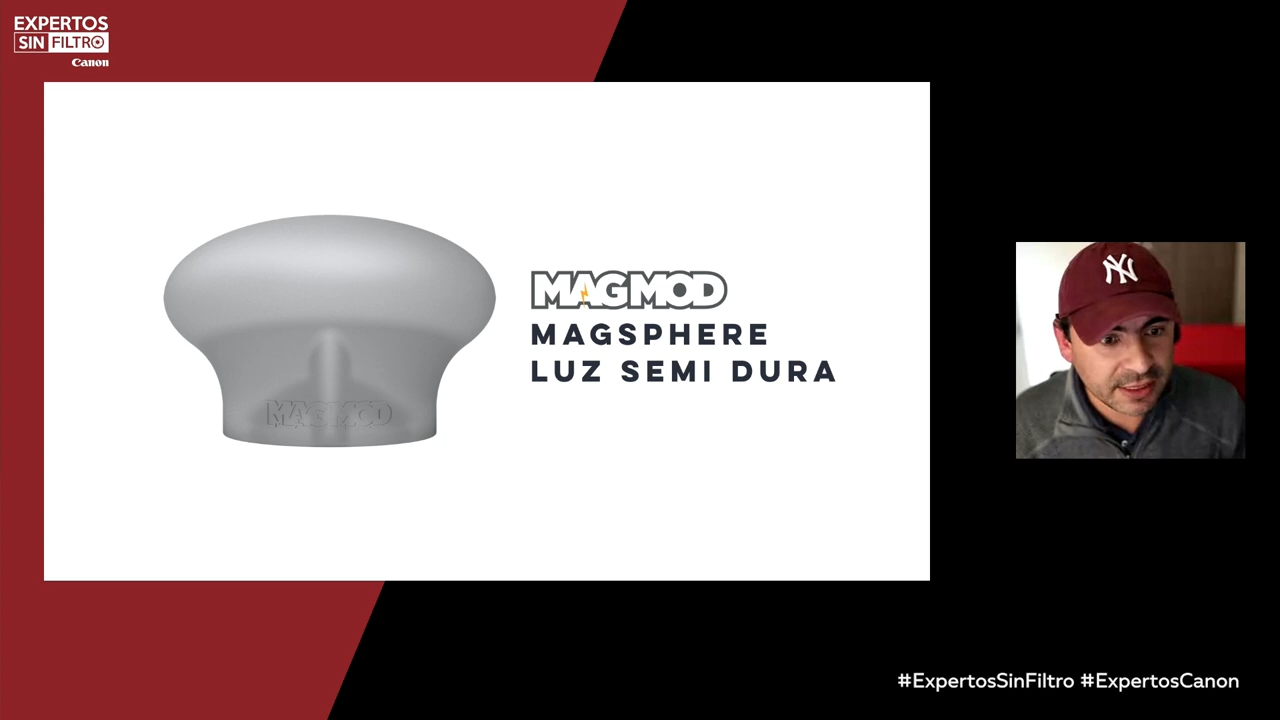 EXPERTOS
SIN FILTRO
Canon
MAGMOD
MAGSPHERE
LUZ SEMI DURA
MAGMOD
NY
#ExpertosSinFiltro #ExpertosCanon